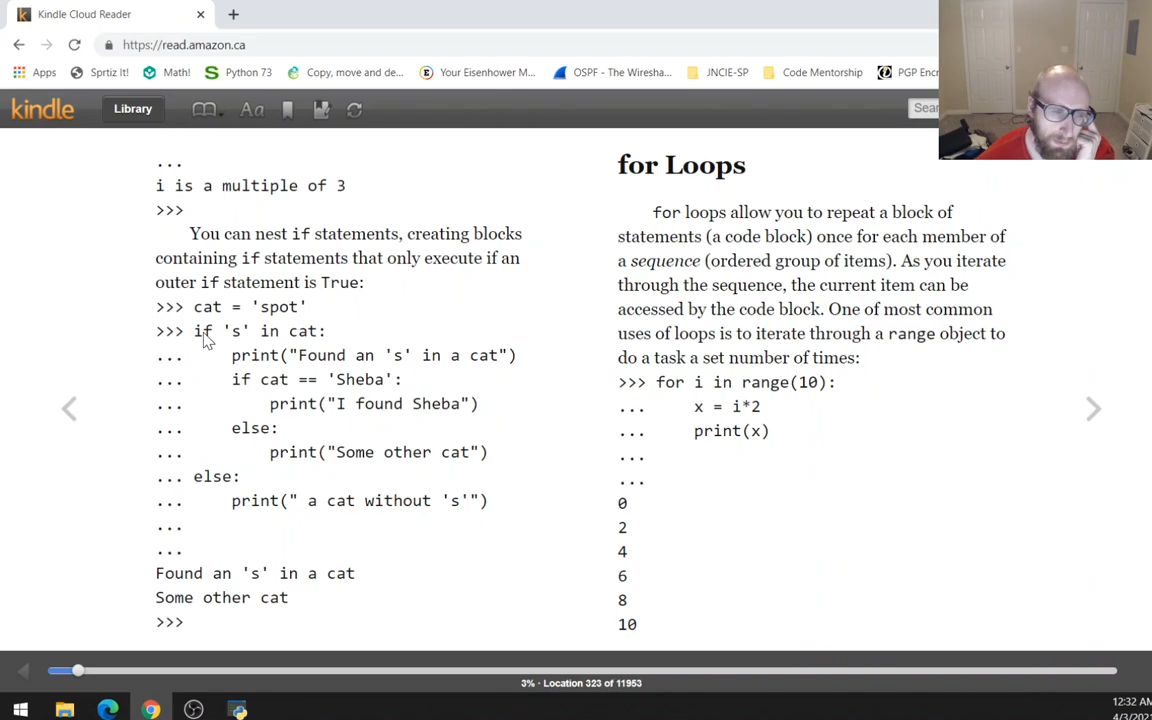 Kindle Cloud Reader
https://read.amazon.ca
Apps
Sprtiz It!
Math!
Python 73
Copy, move and de...
Your Eisenhower M...
OSPF - The Wiresha...
JNCIE-SP
Code Mentorship
PGP Encr
kindle
Library
Aa
Sear
...
i is a multiple of 3
>>>
You can nest if statements, creating blocks
containing if statements that only execute if an
outer if statement is True:
>>> cat = 'spot'
>>> if 's' in cat:
... print("Found an 's' in a cat")
... if cat == 'Sheba':
... print("I found Sheba")
... else:
... print("Some other cat")
... else:
... print(" a cat without 's'")
...
...
Found an 's' in a cat
Some other cat
>>>
for Loops
for loops allow you to repeat a block of
statements (a code block) once for each member of
a sequence (ordered group of items). As you iterate
through the sequence, the current item can be
accessed by the code block. One of most common
uses of loops is to iterate through a range object to
do a task a set number of times:
>>> for i in range(10):
... x = i*2
... print(x)
...
...
0
2
4
6
8
10
3% · Location 323 of 11953
12:32 AM
4/3/202